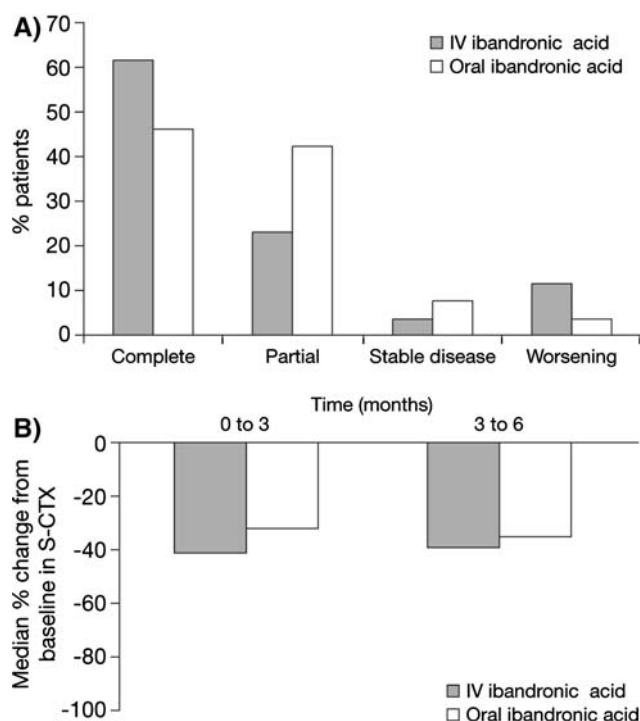 A)
% patients
70
60
50
40
30
20
10
0
IV ibandronic acid
Oral ibandronic acid
Complete Partial Stable disease Worsening
B)
Time (months)
0 to 3 3 to 6
Median % change from
baseline in S-CTX
0
-20
-40
-60
-80
-100
IV ibandronic acid
Oral ibandronic acid